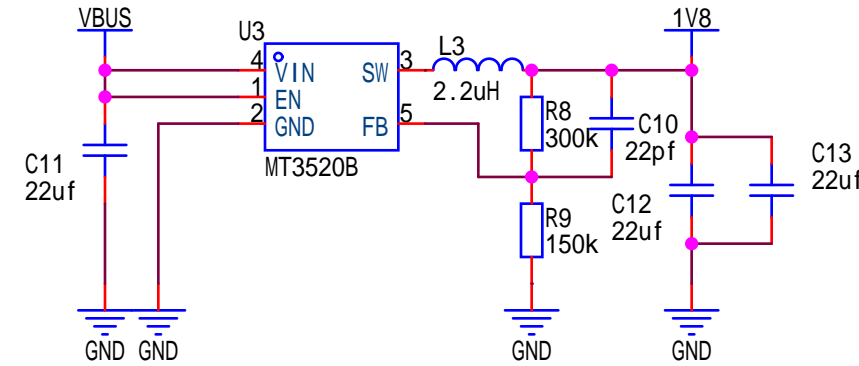 VBUS
1V8
U3
L3
4
VIN
SW
3
2.2uH
1
EN
2
GND
FB
5
R8
300k
C10
22pf
MT3520B
C11
22uf
C13
22uf
C12
22uf
R9
150k
GND
GND
GND
GND